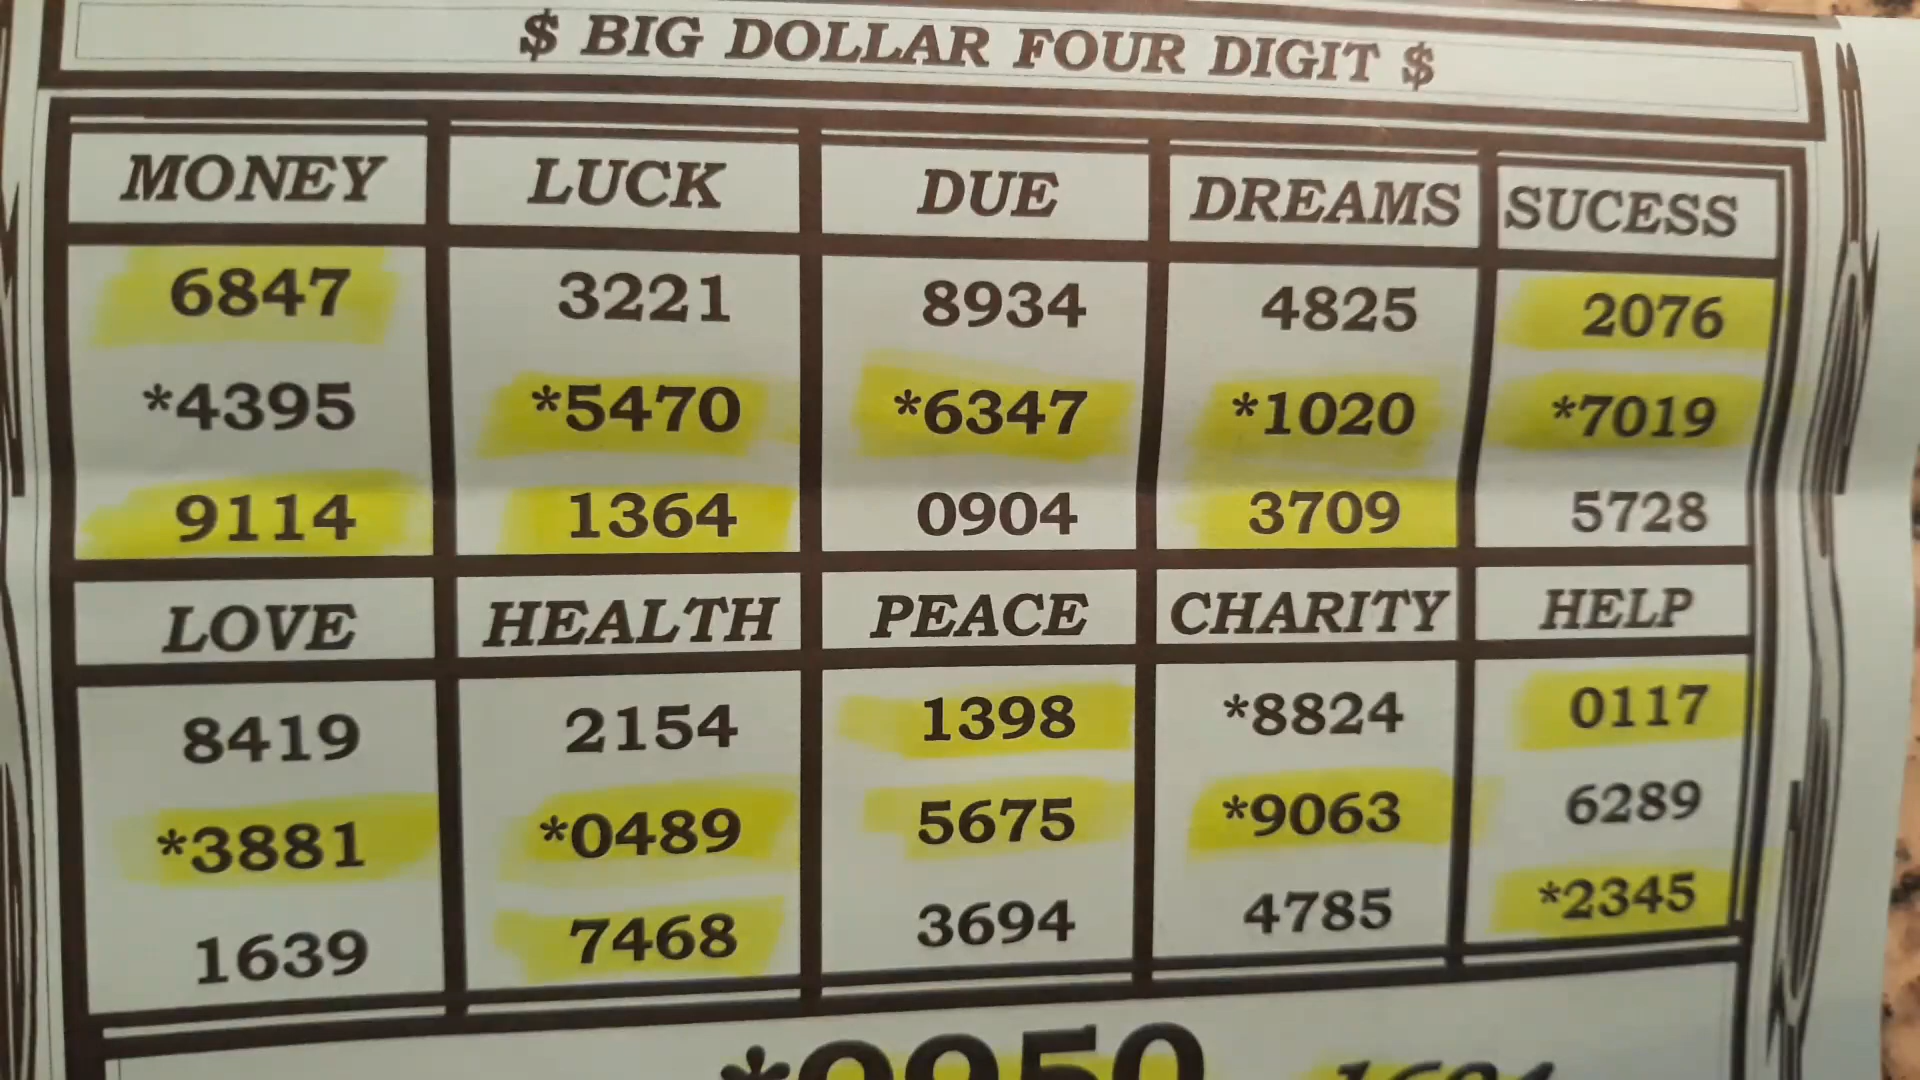 $ BIG DOLLAR FOUR DIGIT $
MONEY LUCK DUE DREAMS SUCESS
6847 3221 8934 4825 2076
*4395 *5470 *6347 *1020 *7019
9114 1364 0904 3709 5728
LOVE HEALTH PEACE CHARITY HELP
8419 2154 1398 *8824 0117
*3881 *0489 5675 *9063 6289
1639 7468 3694 4785 *2345